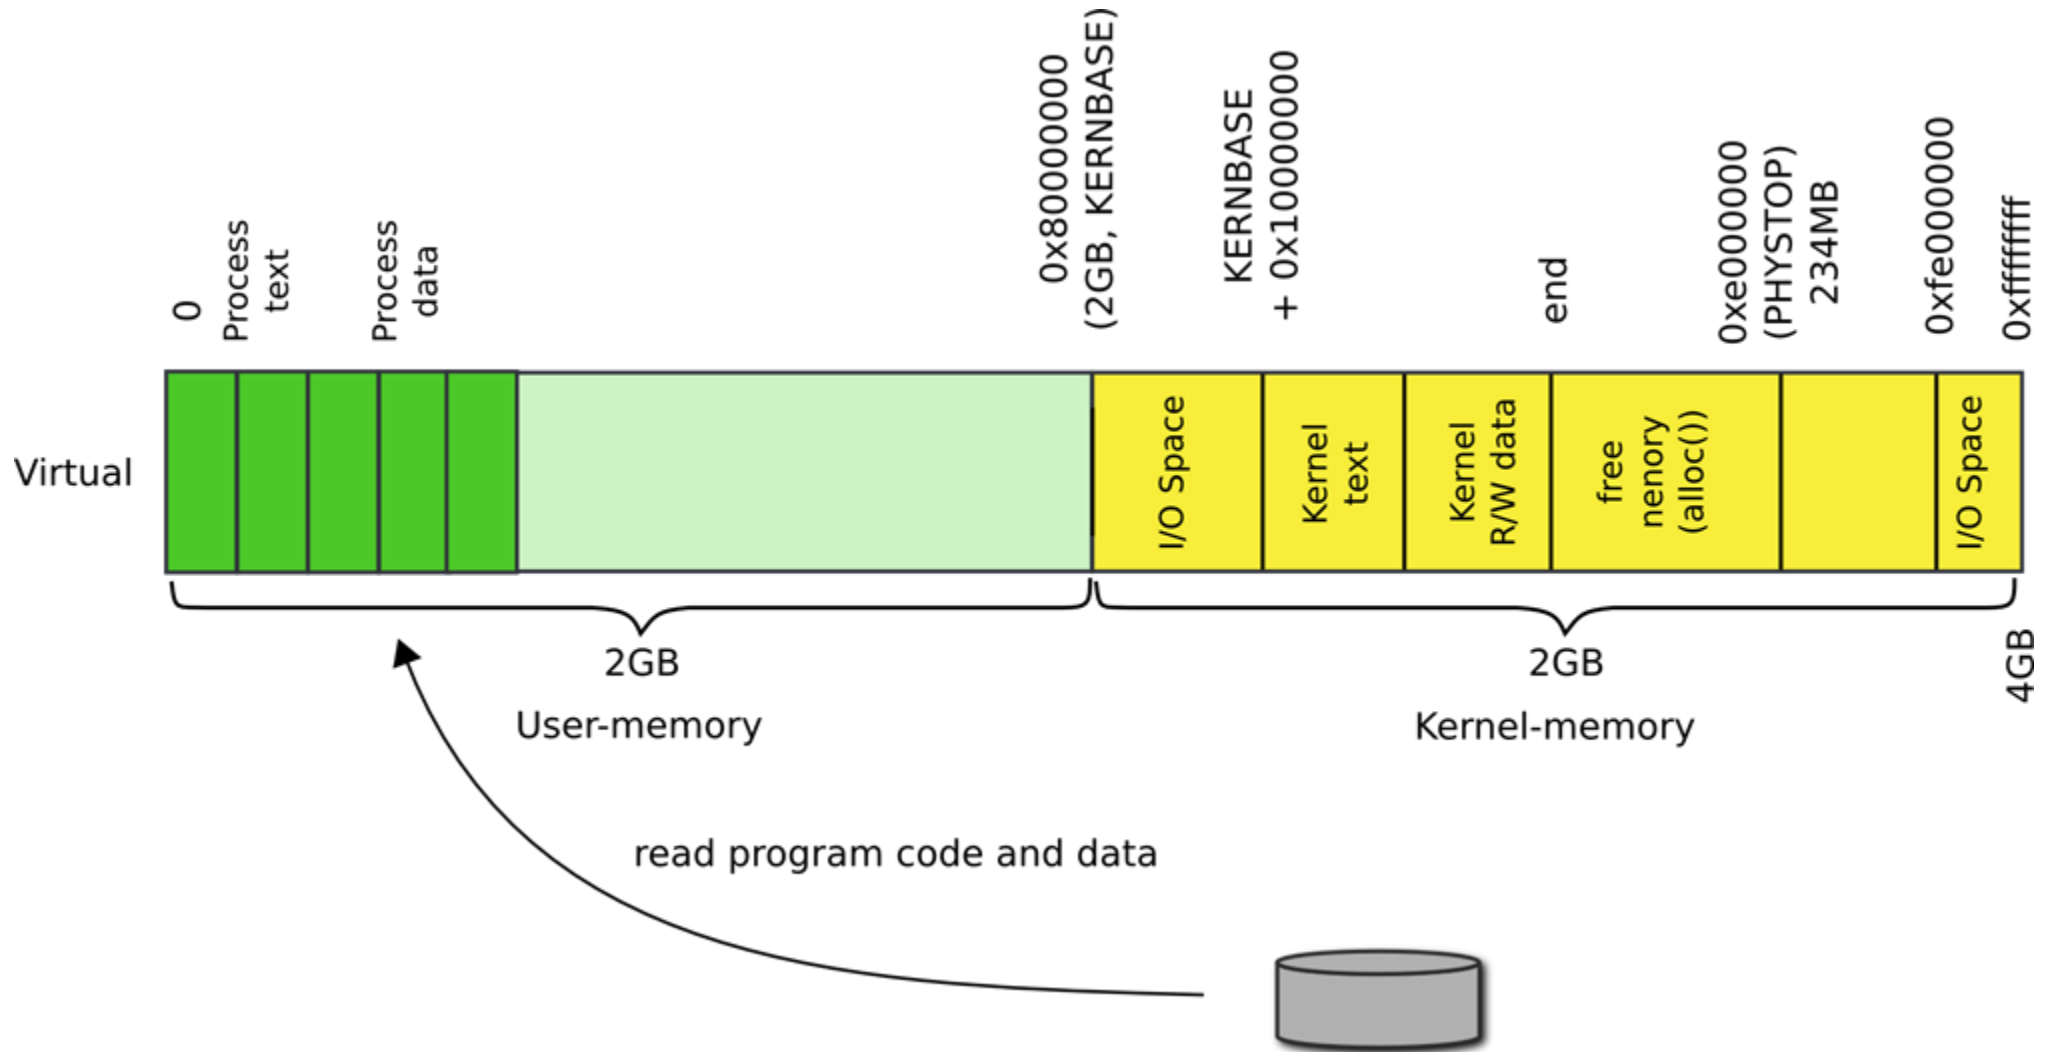 0
Process
text
Process
data
0x80000000
(2GB, KERNBASE)
KERNBASE
+ 0x10000000
end
0xe000000
(PHYSTOP)
234MB
0xfe000000
0xffffffff
Virtual
I/O Space
Kernel
text
Kernel
R/W data
free
nenory
(alloc())
I/O Space
2GB
User-memory
2GB
Kernel-memory
4GB
read program code and data